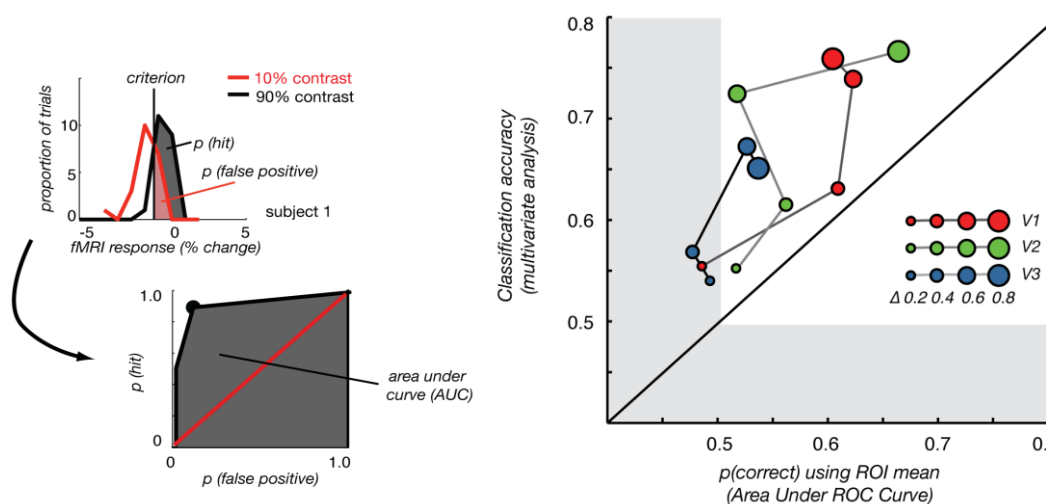 criterion
10% contrast
90% contrast
proportion of trials
10
5
0
p (hit)
p (false positive)
subject 1
-5
0
5
fMRI response (% change)
1.0
p (hit)
0
area under
curve (AUC)
0
1.0
p (false positive)
0.8
0.7
0.6
0.5
Classification accuracy
(multivariate analysis)
V1
V2
V3
Δ 0.2 0.4 0.6 0.8
0.5
0.6
0.7
p(correct) using ROI mean
(Area Under ROC Curve)